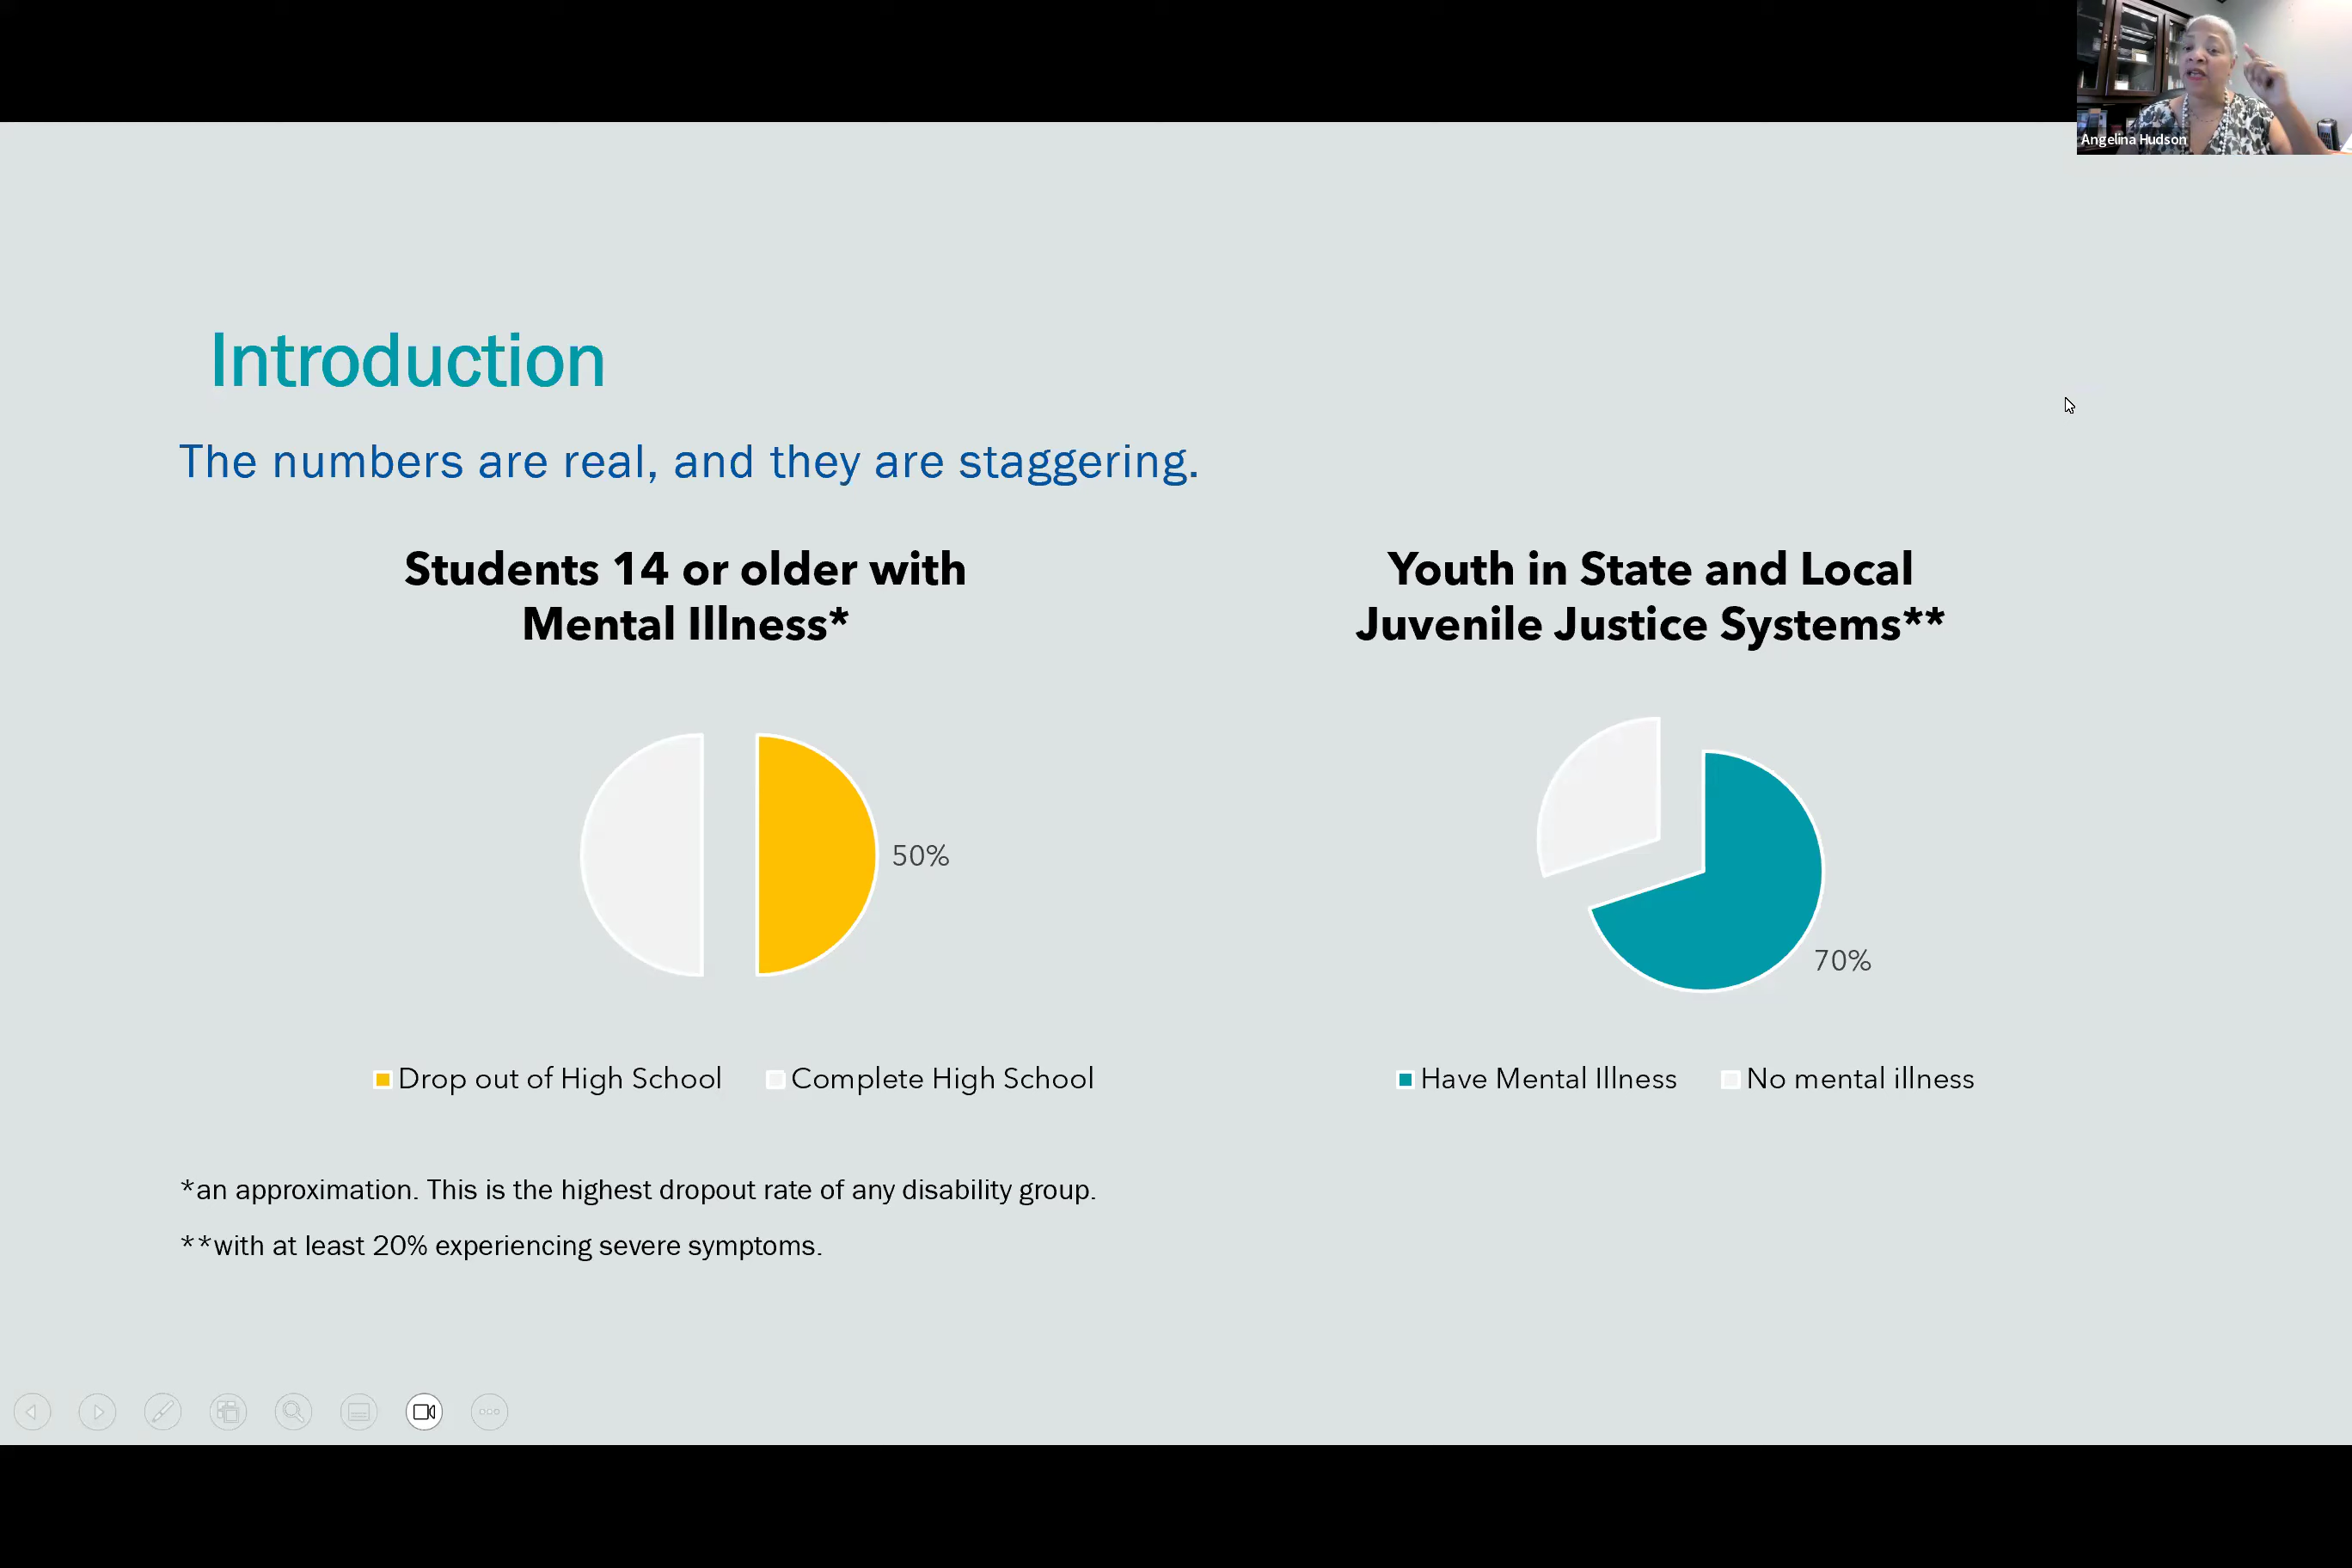 Angelina Hudson
Introduction
The numbers are real, and they are staggering.
Students 14 or older with
Mental Illness*
50%
Drop out of High School
Complete High School
Youth in State and Local
Juvenile Justice Systems**
70%
Have Mental Illness
No mental illness
*an approximation. This is the highest dropout rate of any disability group.
**with at least 20% experiencing severe symptoms.